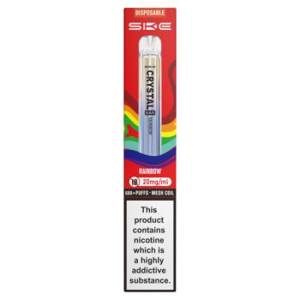 DISPOSABLE
SKE
CRYSTAL
RAINBOW
18 20mg/ml
600+PUFFS • MESH COIL
This product
contains
nicotine
which is a
highly
addictive
substance.